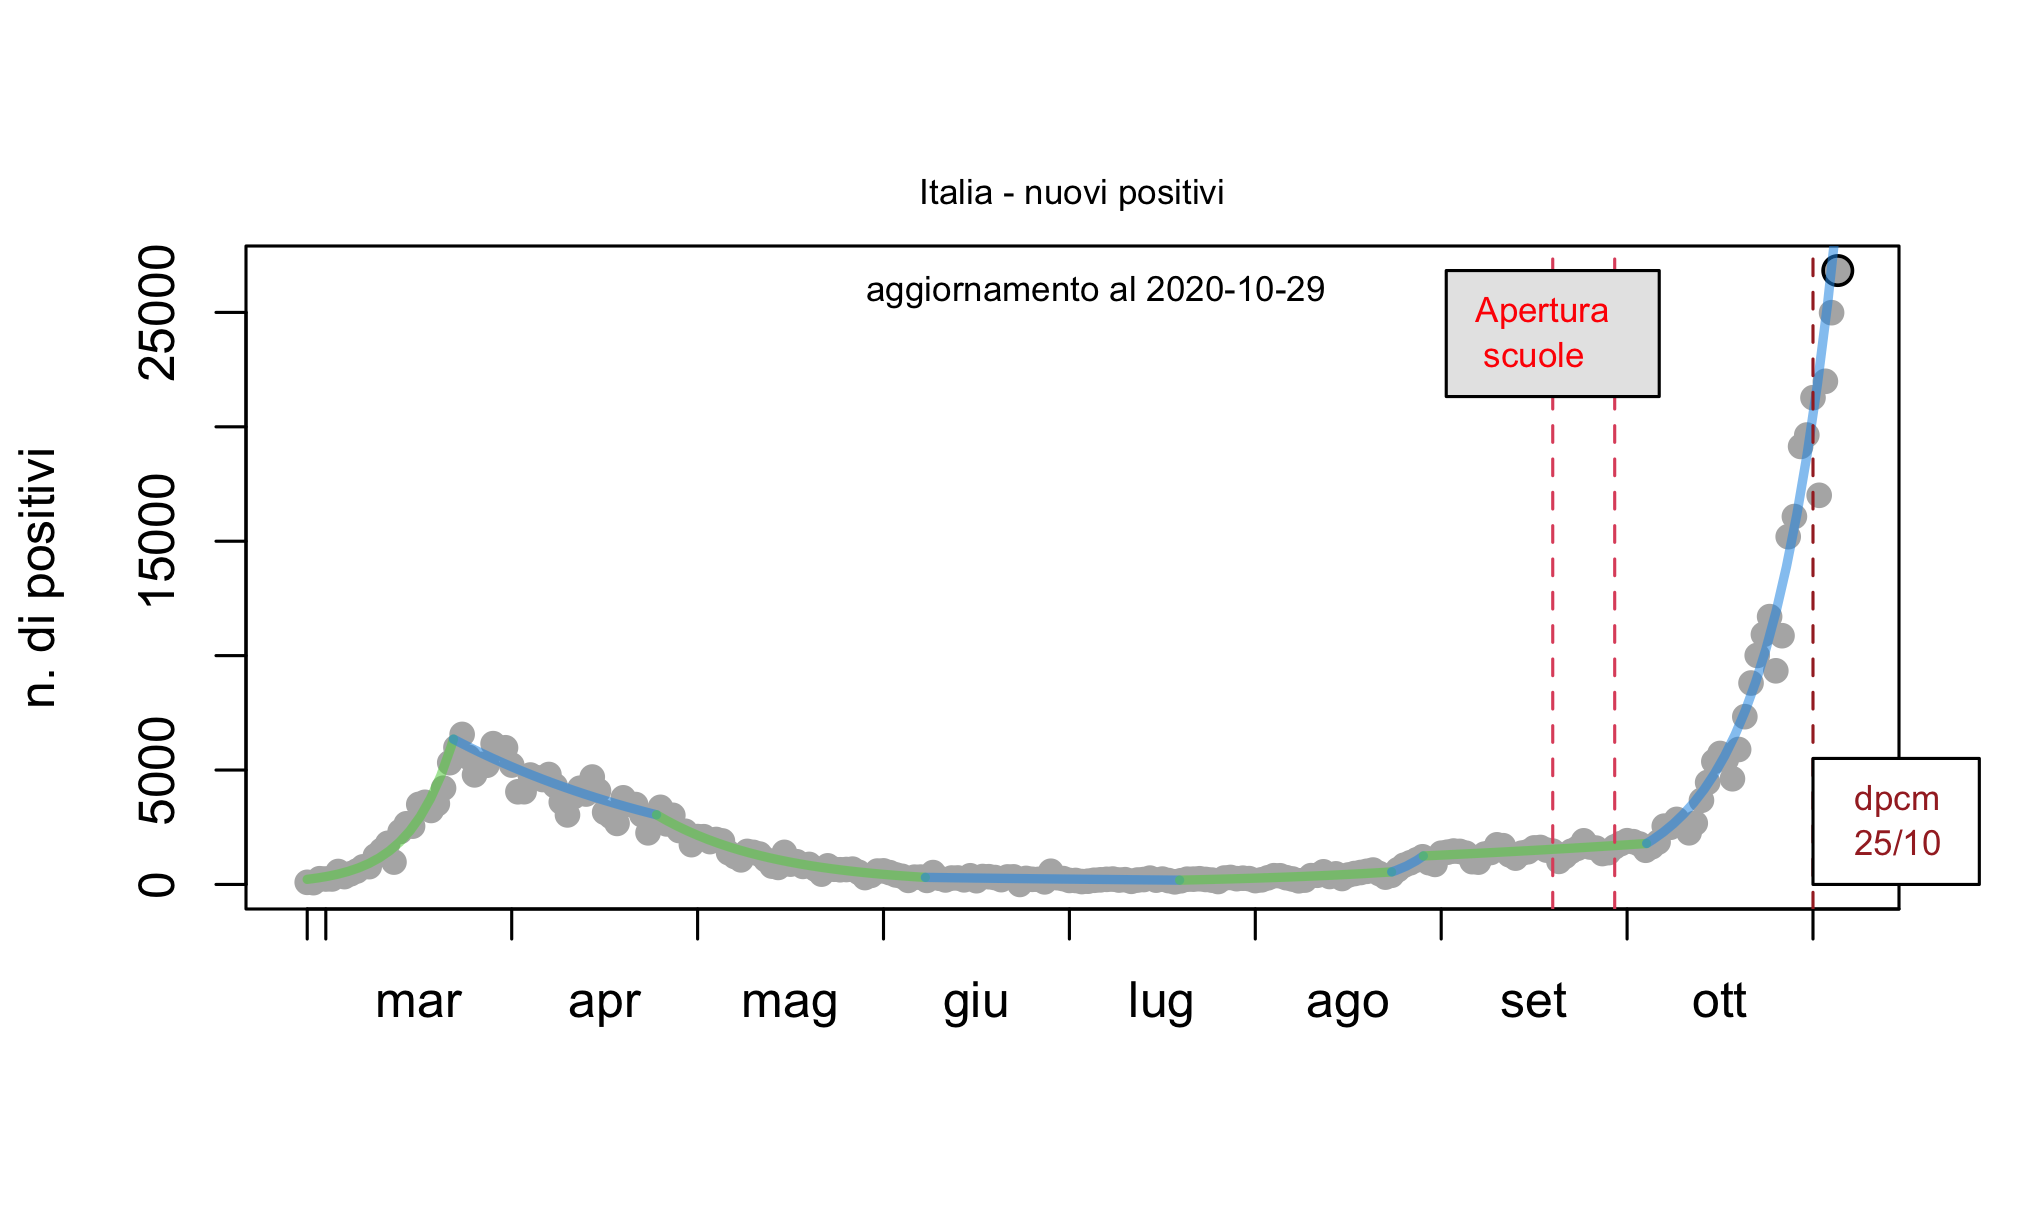 Italia - nuovi positivi
aggiornamento al 2020-10-29
Apertura
scuole
dpcm
25/10
n. di positivi
25000
15000
5000
0
mar apr mag giu lug ago set ott